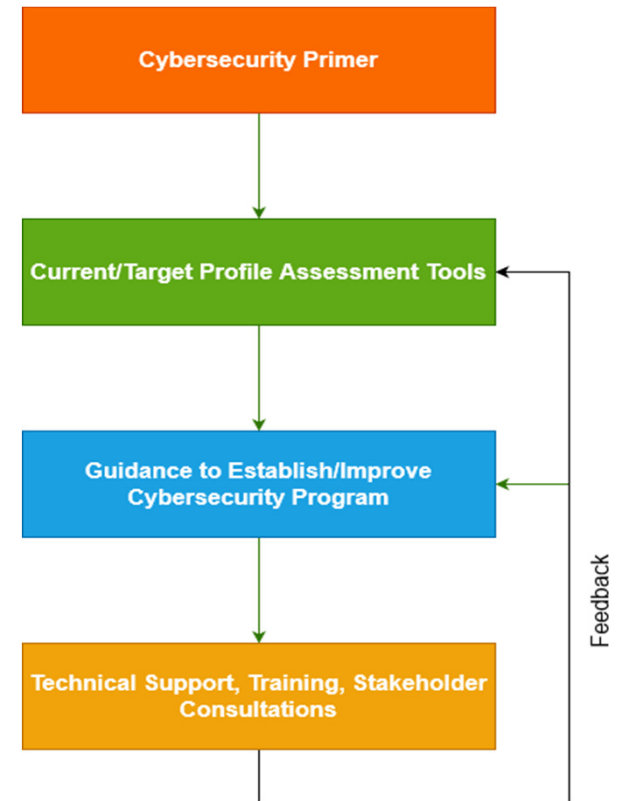 Cybersecurity Primer
Current/Target Profile Assessment Tools
Guidance to Establish/Improve
Cybersecurity Program
Feedback
Technical Support, Training, Stakeholder
Consultations